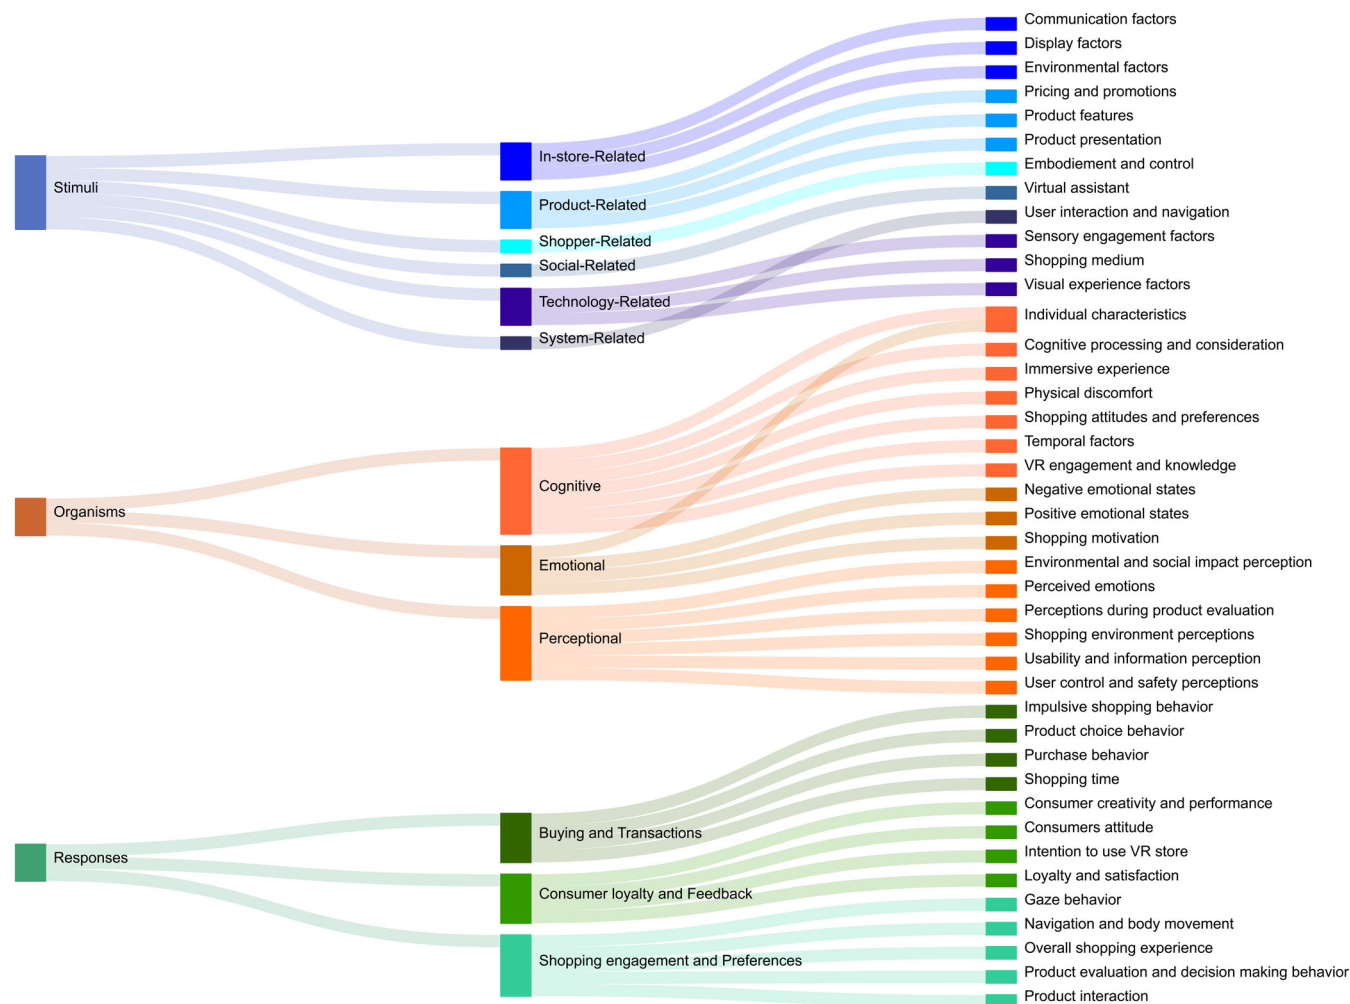 Stimuli
Organisms
Responses
In-store-Related
Product-Related
Shopper-Related
Social-Related
Technology-Related
System-Related
Cognitive
Emotional
Perceptional
Buying and Transactions
Consumer loyalty and Feedback
Shopping engagement and Preferences
Communication factors
Display factors
Environmental factors
Pricing and promotions
Product features
Product presentation
Embodiement and control
Virtual assistant
User interaction and navigation
Sensory engagement factors
Shopping medium
Visual experience factors
Individual characteristics
Cognitive processing and consideration
Immersive experience
Physical discomfort
Shopping attitudes and preferences
Temporal factors
VR engagement and knowledge
Negative emotional states
Positive emotional states
Shopping motivation
Environmental and social impact perception
Perceived emotions
Perceptions during product evaluation
Shopping environment perceptions
Usability and information perception
User control and safety perceptions
Impulsive shopping behavior
Product choice behavior
Purchase behavior
Shopping time
Consumer creativity and performance
Consumers attitude
Intention to use VR store
Loyalty and satisfaction
Gaze behavior
Navigation and body movement
Overall shopping experience
Product evaluation and decision making behavior
Product interaction